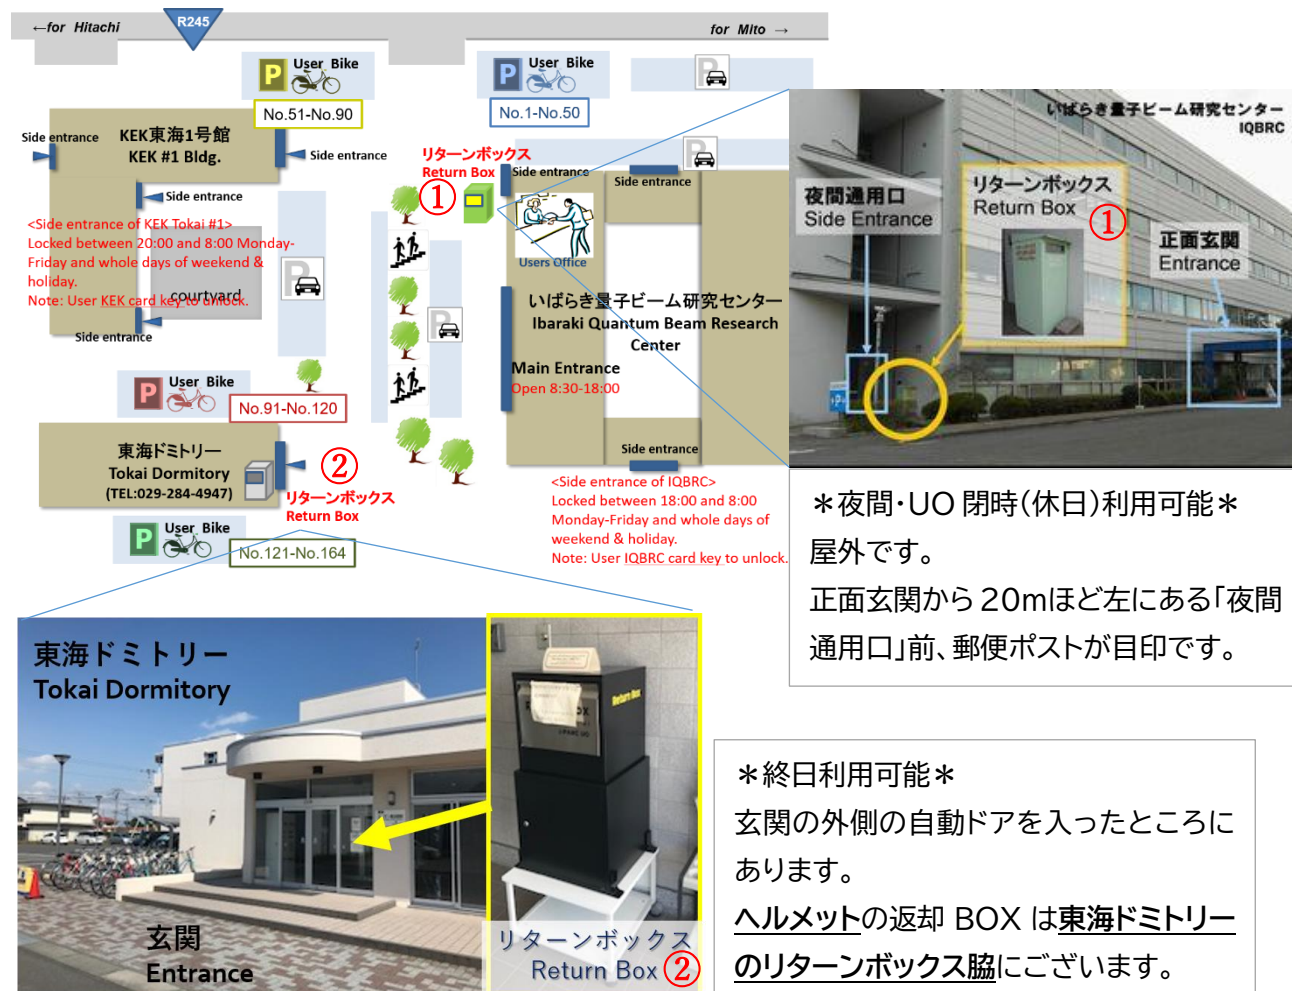 ←for Hitachi
R245
for Mito →
P User Bike
No.51-No.90
P User Bike
No.1-No.50
P
Side entrance
KEK東海1号館
KEK #1 Bldg.
Side entrance
Side entrance
<Side entrance of KEK Tokai #1>
Locked between 20:00 and 8:00 Monday-
Friday and whole days of weekend &
holiday.
Note: User KEK card key to unlock.
courtyard
Side entrance
P
リターンボックス
Return Box
①
Side entrance
Side entrance
P
Users Office
P
いばらき量子ビーム研究センター
Ibaraki Quantum Beam Research
Center
Main Entrance
Open 8:30-18:00
Side entrance
<Side entrance of IQBRC>
Locked between 18:00 and 8:00
Monday-Friday and whole days of
weekend & holiday.
Note: User IQBRC card key to unlock.
P User Bike
No.91-No.120
東海ドミトリー
Tokai Dormitory
(TEL:029-284-4947)
②
リターンボックス
Return Box
P User Bike
No.121-No.164
いばらき量子ビーム研究センター
IQBRC
夜間通用口
Side Entrance
リターンボックス
Return Box
①
正面玄関
Entrance
＊夜間・UO 閉時(休日)利用可能＊
屋外です。
正面玄関から 20mほど左にある「夜間
通用口」前、郵便ポストが目印です。
東海ドミトリー
Tokai Dormitory
玄関
Entrance
Return Box
リターンボックス
Return Box ②
＊終日利用可能＊
玄関の外側の自動ドアを入ったところに
あります。
ヘルメットの返却 BOX は東海ドミトリー
のリターンボックス脇にございます。